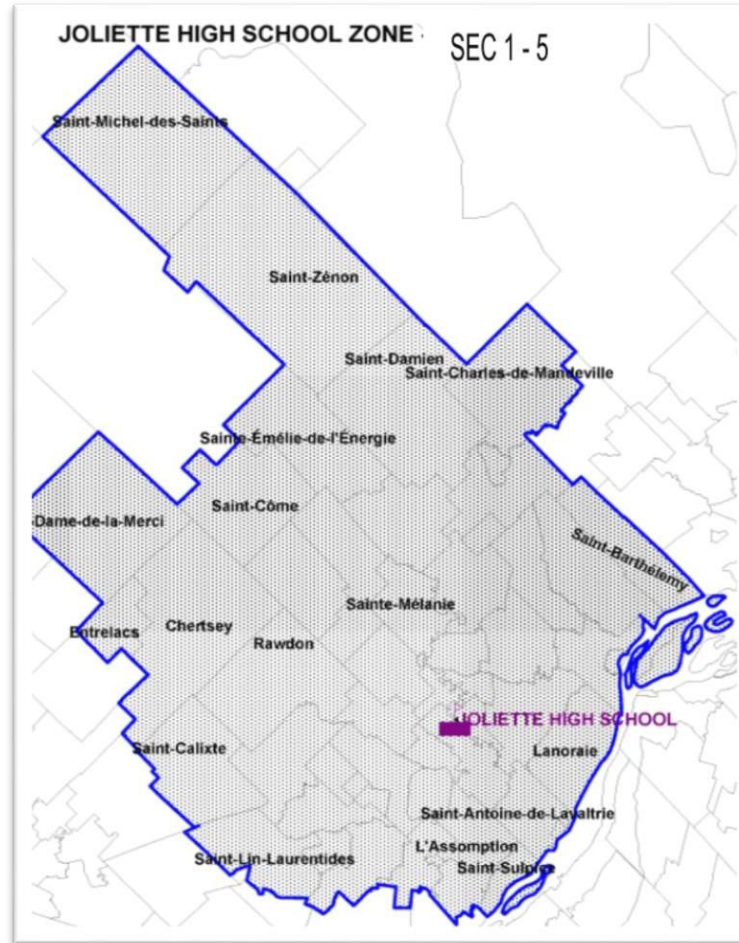 JOLIETTE HIGH SCHOOL ZONE
SEC 1 - 5
Saint-Michel-des-Saints
Saint-Zénon
Saint-Damien
Saint-Charles-de-Mandeville
Sainte-Émélie-de-l'Énergie
Saint-Côme
-Dame-de-la-Merci
Saint-Barthélemy
Sainte-Mélanie
Chertsey
Entrelacs
Rawdon
JOLIETTE HIGH SCHOOL
Saint-Calixte
Lanoraie
Saint-Antoine-de-Lavaltrie
L'Assomption
Saint-Lin-Laurentides
Saint-Sulpice